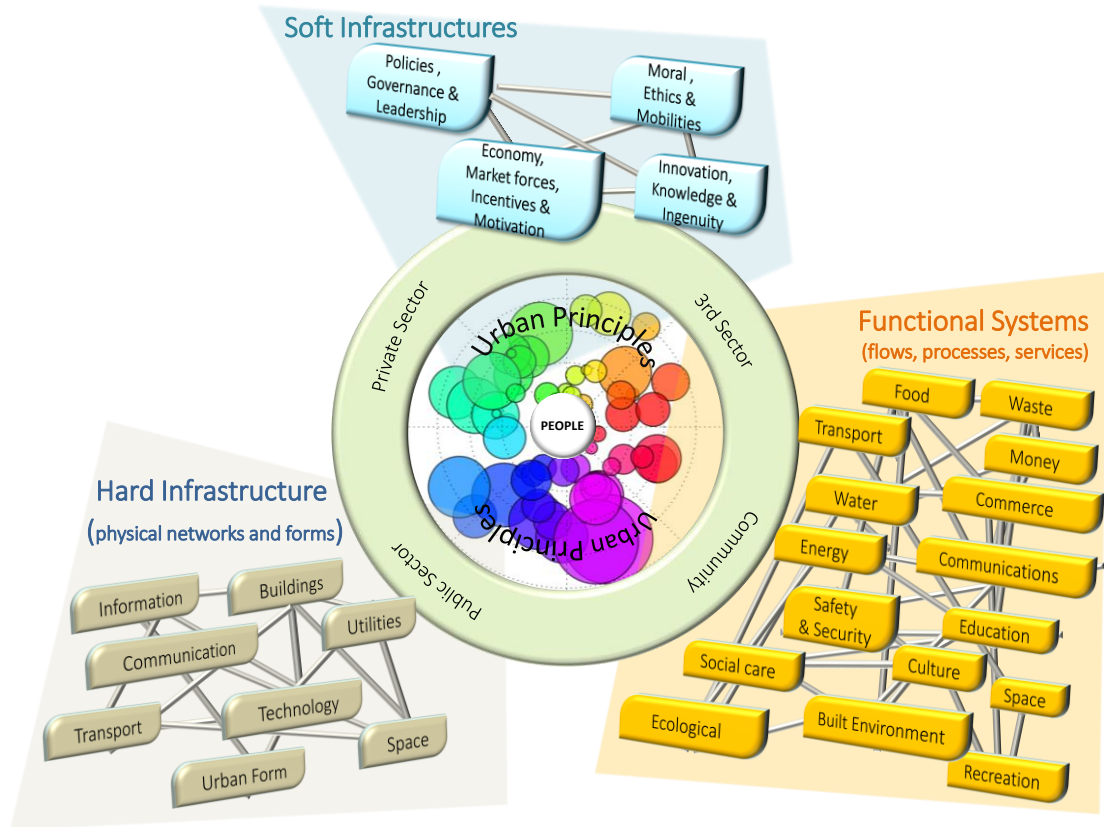 Soft Infrastructures
Policies ,
Governance &
Leadership
Moral ,
Ethics &
Mobilities
Economy,
Market forces,
Incentives &
Motivation
Innovation,
Knowledge &
Ingenuity
Private Sector
3rd Sector
Public Sector
Community
Urban Principles
PEOPLE
Urban Principles
Functional Systems
(flows, processes, services)
Food
Waste
Transport
Money
Water
Commerce
Energy
Communications
Safety
& Security
Education
Social care
Culture
Space
Ecological
Built Environment
Recreation
Hard Infrastructure
(physical networks and forms)
Information
Buildings
Utilities
Communication
Technology
Transport
Space
Urban Form